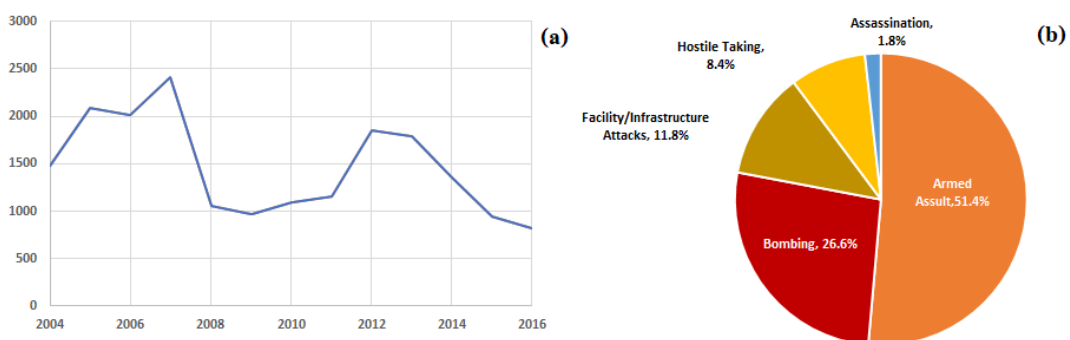 3000
2500
2000
1500
1000
500
0
2004
2006
2008
2010
2012
2014
2016
(a)
Assassination,
1.8%
(b)
Hostile Taking,
8.4%
Facility/Infrastructure
Attacks, 11.8%
Armed
Assult,51.4%
Bombing, 26.6%